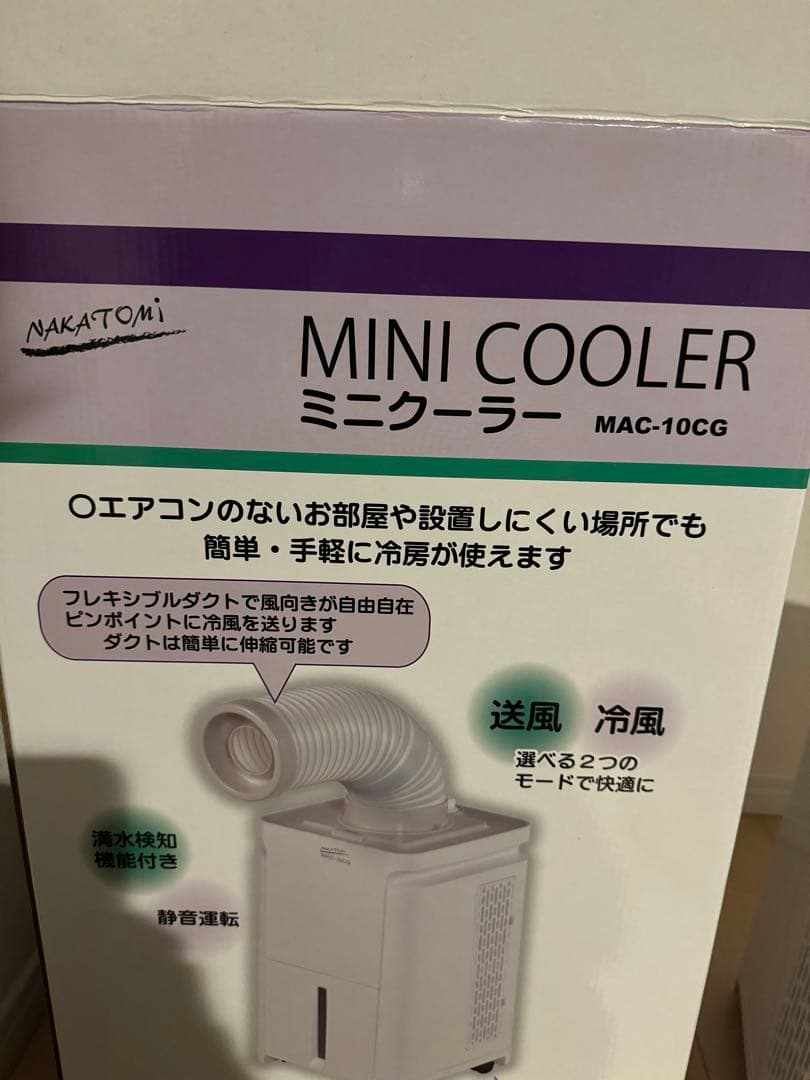 NAKATOMI
MINI COOLER
ミニクーラー MAC-10CG
〇エアコンのないお部屋や設置しにくい場所でも
簡単・手軽に冷房が使えます
フレキシブルダクトで風向きが自由自在
ピンポイントに冷風を送ります
ダクトは簡単に伸縮可能です
送風 冷風
選べる2つの
モードで快適に
満水検知
機能付き
静音運転
NAKATOMI
MAC-10CG